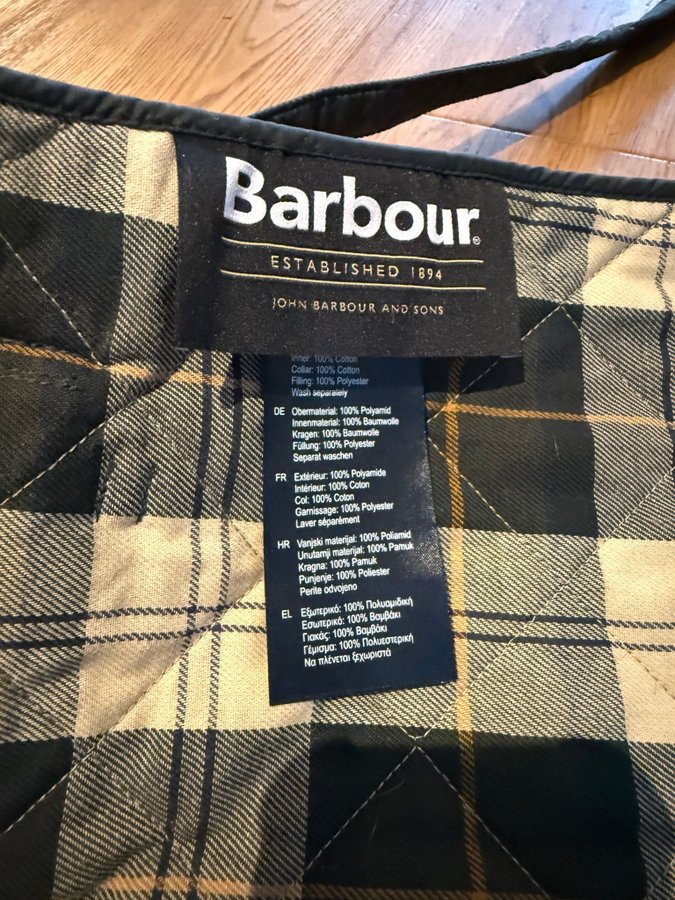 Barbour
ESTABLISHED 1894
JOHN BARBOUR AND SONS
Inner: 100% Cotton
Collar: 100% Cotton
Filling: 100% Polyester
Wash separately
DE Obermaterial: 100% Polyamid
Innenmaterial: 100% Baumwolle
Kragen: 100% Baumwolle
Füllung: 100% Polyester
Separat waschen
FR Extérieur: 100% Polyamide
Intérieur: 100% Coton
Col: 100% Coton
Garnissage: 100% Polyester
Laver séparément
HR Vanjski materijal: 100% Poliamid
Unutarnji materijal: 100% Pamuk
Kragna: 100% Pamuk
Punjenje: 100% Poliester
Perite odvojeno
EL Εξωτερικό: 100% Πολυαμιδική
Εσωτερικό: 100% Βαμβάκι
Γιακάς: 100% Βαμβάκι
Γέμισμα: 100% Πολυεστερική
Να πλένεται ξεχωριστά